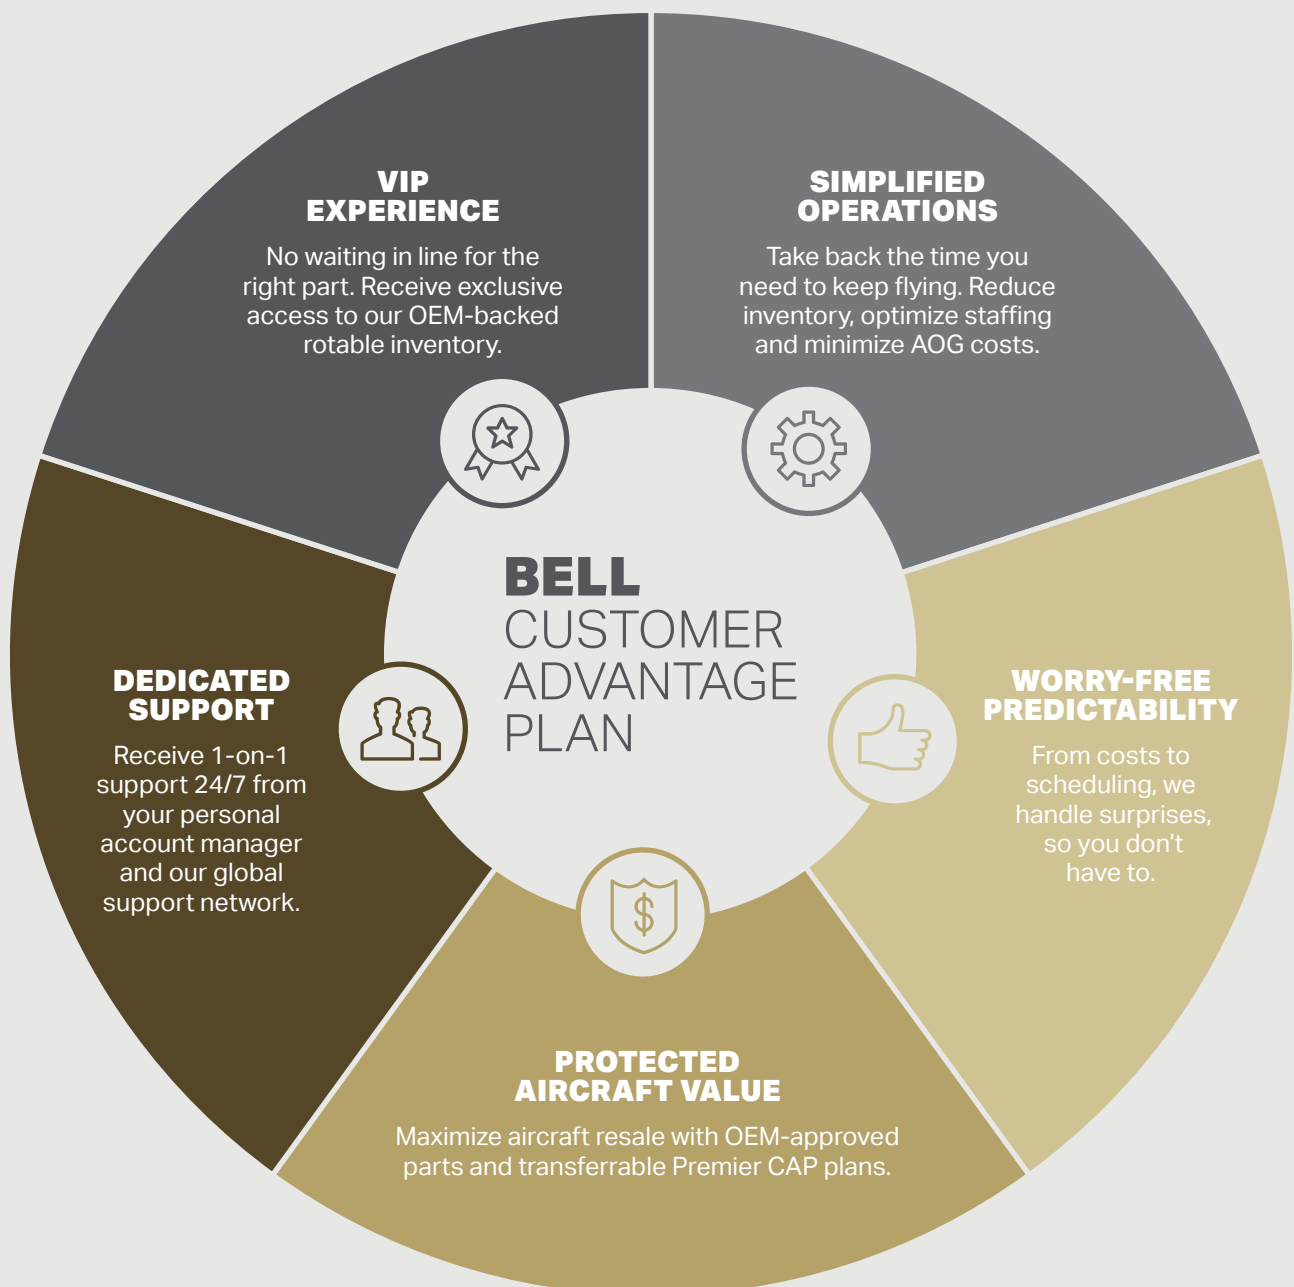 VIP
EXPERIENCE
No waiting in line for the
right part. Receive exclusive
access to our OEM-backed
rotable inventory.
SIMPLIFIED
OPERATIONS
Take back the time you
need to keep flying. Reduce
inventory, optimize staffing
and minimize AOG costs.
BELL
CUSTOMER
ADVANTAGE
PLAN
DEDICATED
SUPPORT
Receive 1-on-1
support 24/7 from
your personal
account manager
and our global
support network.
WORRY-FREE
PREDICTABILITY
From costs to
scheduling, we
handle surprises,
so you don't
have to.
$
PROTECTED
AIRCRAFT VALUE
Maximize aircraft resale with OEM-approved
parts and transferrable Premier CAP plans.